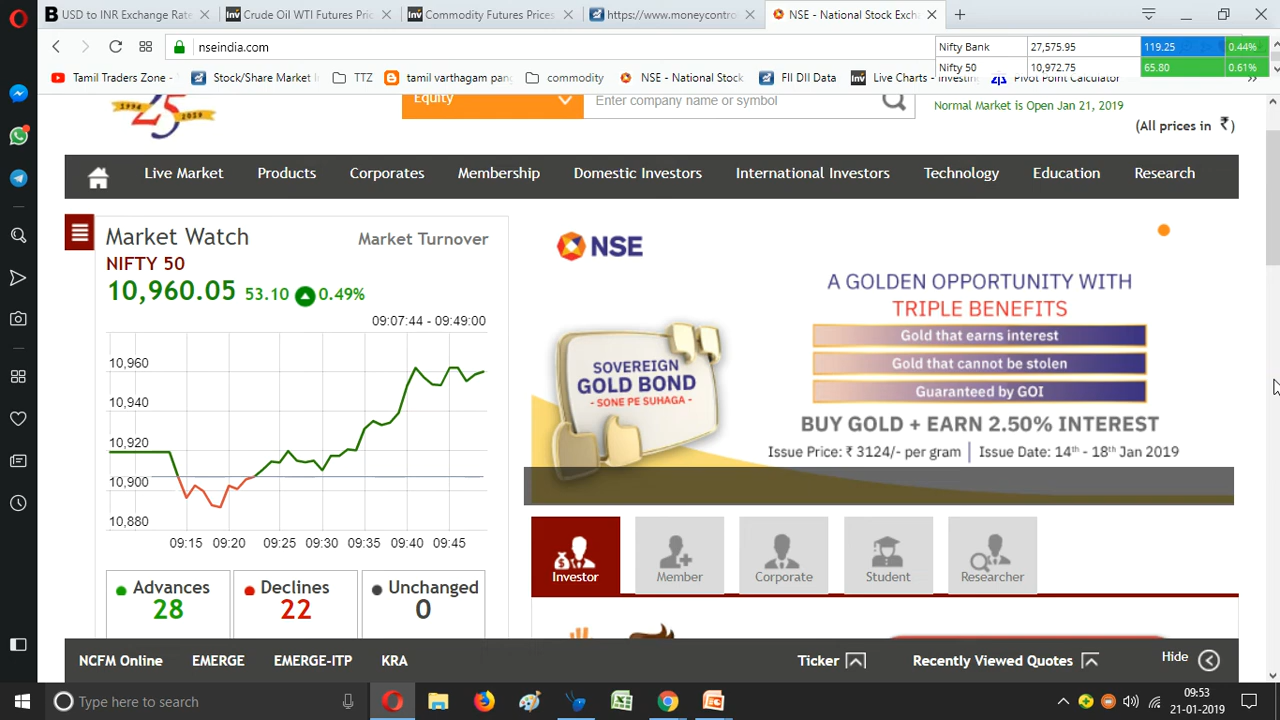 USD to INR Exchange Rate
Crude Oil WTI Futures Pric
Commodity Futures Prices
https://www.moneycontro
NSE - National Stock Exch
nseindia.com
Nifty Bank 27,575.95 119.25 0.44%
Nifty 50 10,972.75 65.80 0.61%
Tamil Traders Zone -
Stock/Share Market I
TTZ
tamil varthagam pan
commodity
NSE - National Stock
FII DII Data
Live Charts - Investin
Pivot Point Calculator
1994 25 2019
Equity
Enter company name or symbol
Normal Market is Open Jan 21, 2019
(All prices in ₹)
Live Market
Products
Corporates
Membership
Domestic Investors
International Investors
Technology
Education
Research
Market Watch
Market Turnover
NIFTY 50
10,960.05 53.10 0.49%
09:07:44 - 09:49:00
10,960
10,940
10,920
10,900
10,880
09:15 09:20 09:25 09:30 09:35 09:40 09:45
Advances
28
Declines
22
Unchanged
0
NSE
A GOLDEN OPPORTUNITY WITH
TRIPLE BENEFITS
Gold that earns interest
Gold that cannot be stolen
Guaranteed by GOI
BUY GOLD + EARN 2.50% INTEREST
Issue Price: ₹ 3124/- per gram | Issue Date: 14th - 18th Jan 2019
SOVEREIGN
GOLD BOND
- SONE PE SUHAGA -
Investor
Member
Corporate
Student
Researcher
NCFM Online
EMERGE
EMERGE-ITP
KRA
Ticker
Recently Viewed Quotes
Hide
Type here to search
09:53
21-01-2019